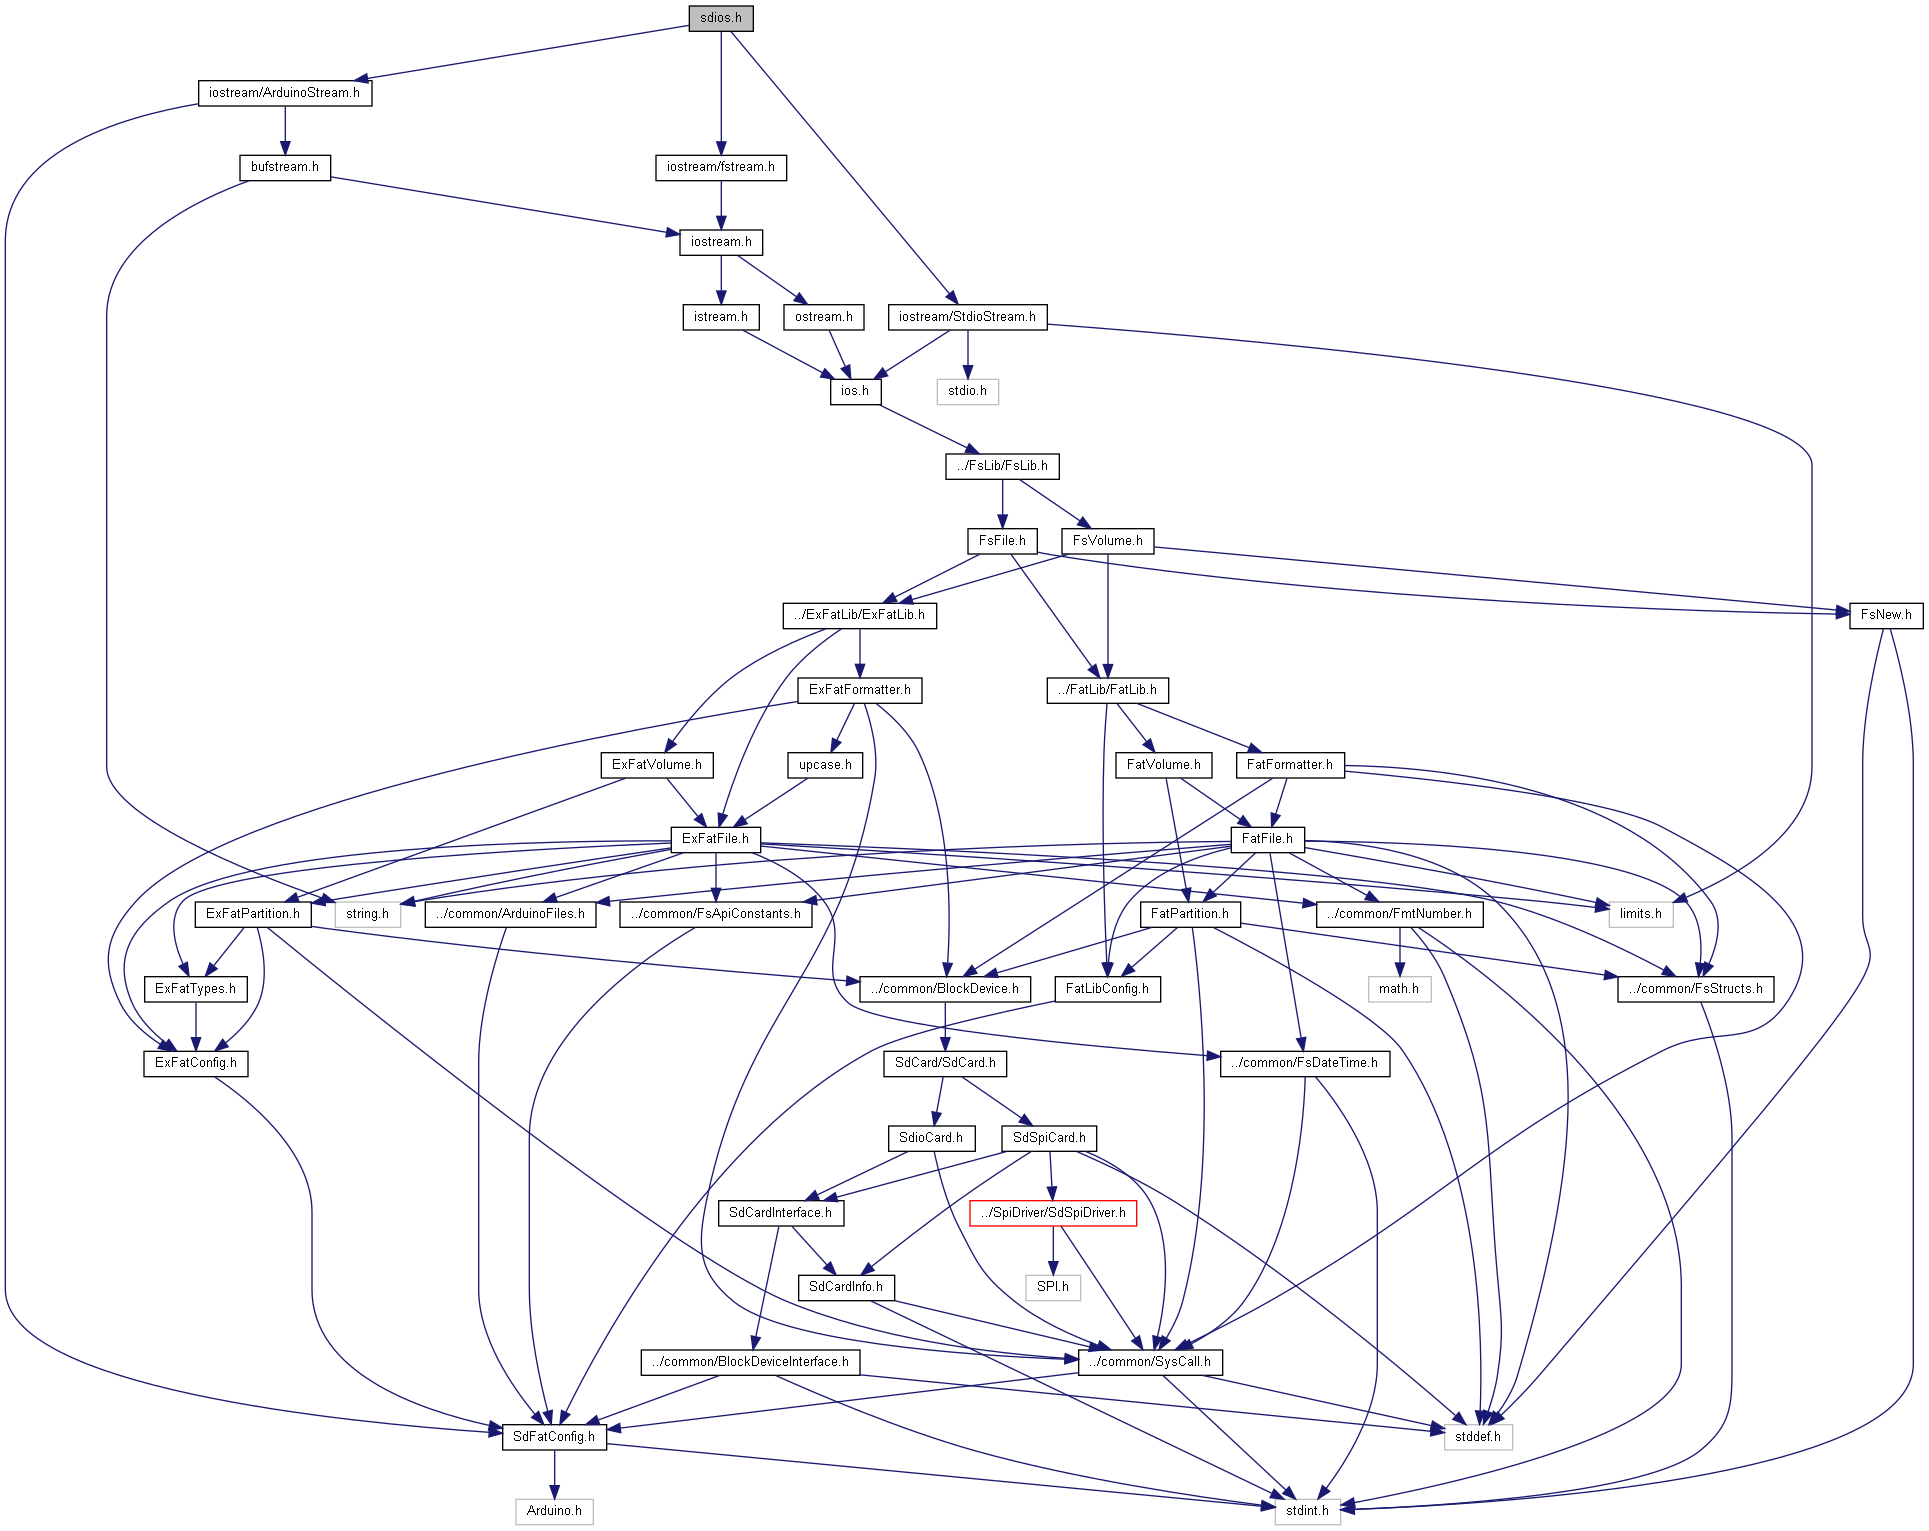 sdios.h
iostream/ArduinoStream.h
bufstream.h
iostream/fstream.h
iostream.h
istream.h
ostream.h
iostream/StdioStream.h
ios.h
stdio.h
../FsLib/FsLib.h
FsFile.h
FsVolume.h
../ExFatLib/ExFatLib.h
FsNew.h
ExFatFormatter.h
../FatLib/FatLib.h
ExFatVolume.h
upcase.h
FatVolume.h
FatFormatter.h
ExFatFile.h
FatFile.h
ExFatPartition.h
string.h
../common/ArduinoFiles.h
../common/FsApiConstants.h
FatPartition.h
../common/FmtNumber.h
limits.h
ExFatTypes.h
../common/BlockDevice.h
FatLibConfig.h
math.h
../common/FsStructs.h
ExFatConfig.h
SdCard/SdCard.h
../common/FsDateTime.h
SdioCard.h
SdSpiCard.h
SdCardInterface.h
../SpiDriver/SdSpiDriver.h
SdCardInfo.h
SPI.h
../common/BlockDeviceInterface.h
../common/SysCall.h
SdFatConfig.h
stddef.h
Arduino.h
stdint.h